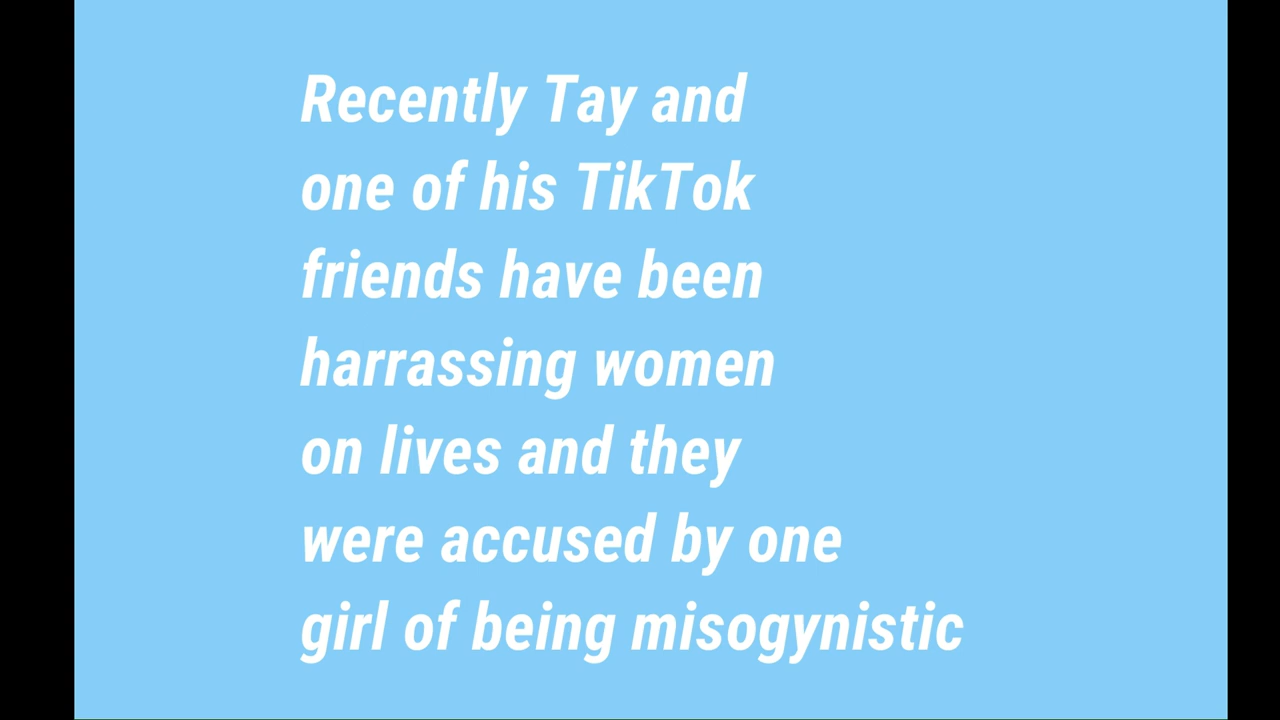 Recently Tay and
one of his TikTok
friends have been
harrassing women
on lives and they
were accused by one
girl of being misogynistic